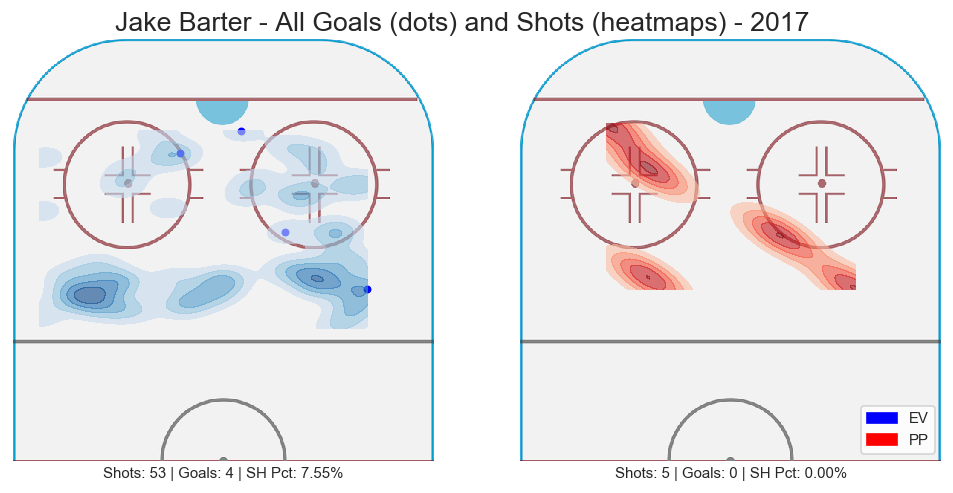 Jake Barter - All Goals (dots) and Shots (heatmaps) - 2017
EV
PP
Shots: 53 | Goals: 4 | SH Pct: 7.55%
Shots: 5 | Goals: 0 | SH Pct: 0.00%